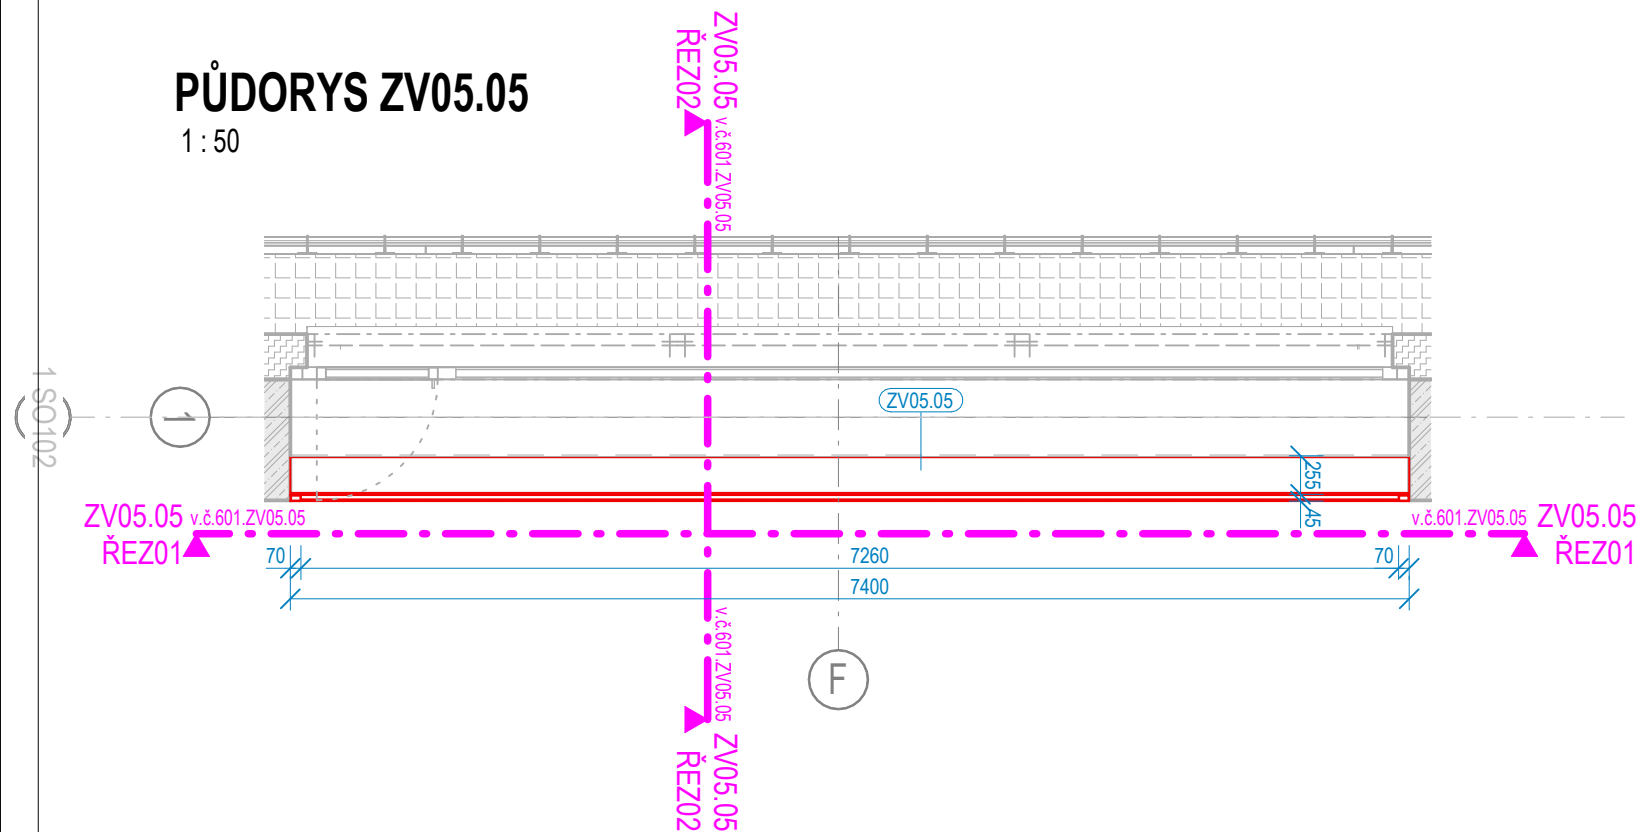 PŮDORYS ZV05.05
1 : 50
ZV05.05
ŘEZ02
v.č.601.ZV05.05
1 SO102
1
ZV05.05
255
45
ZV05.05 v.č.601.ZV05.05
ŘEZ01
v.č.601.ZV05.05 ZV05.05
ŘEZ01
70 7260 70
7400
v.č.601.ZV05.05
F
ZV05.05
ŘEZ02